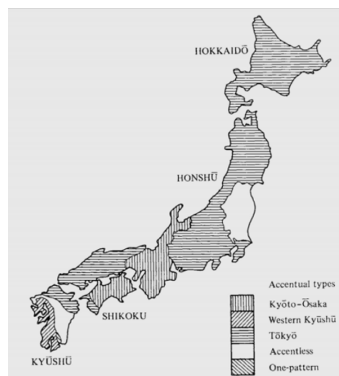 HOKKAIDŌ
HONSHŪ
SHIKOKU
KYŪSHŪ
Accentual types
Kyōto-Ōsaka
Western Kyūshū
Tōkyō
Accentless
One-pattern